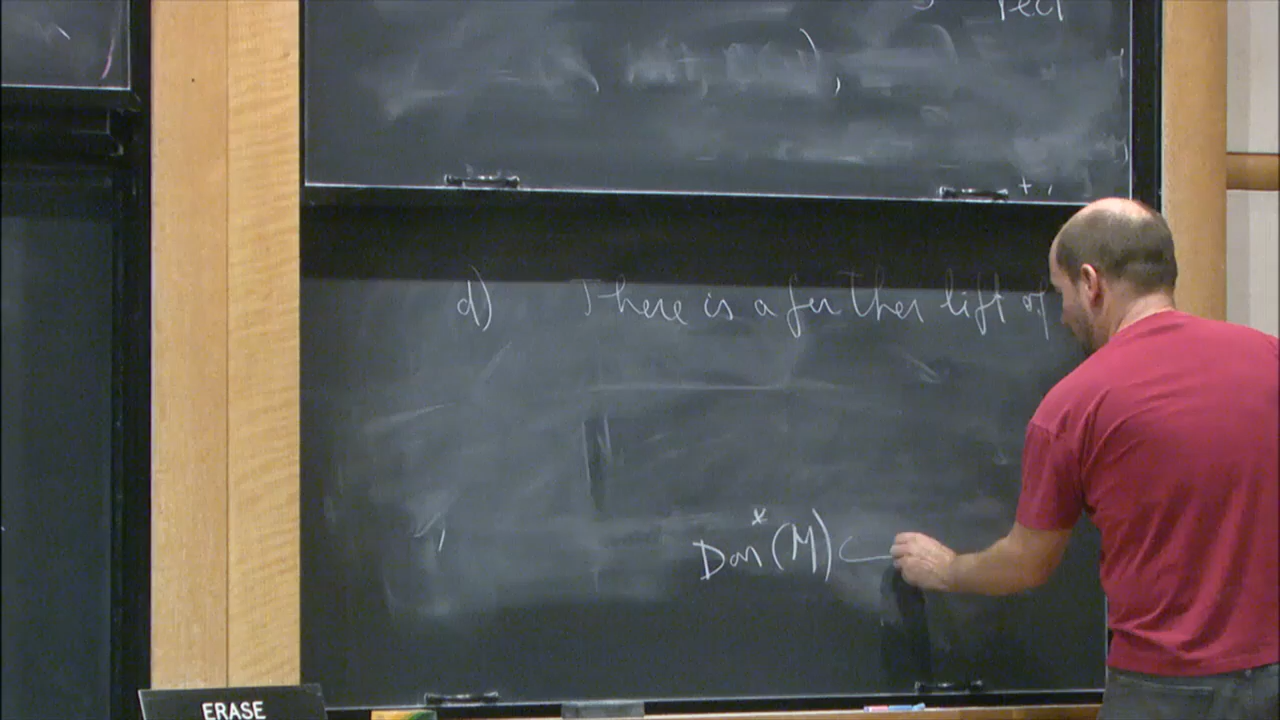 d) There is a further lift of
Don*(M) ↪
ERASE